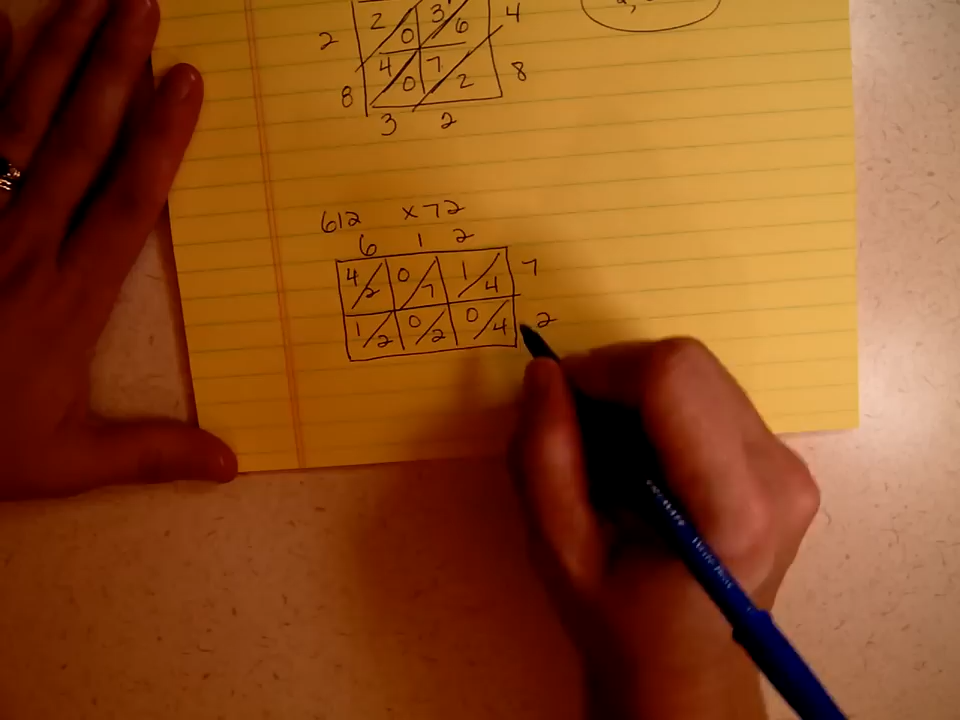 2 0 3 1 6 4
2
4 0 7 2 8
8
3 2
612 x72
6 1 2
4 2 0 7 1 4 7
1 2 0 2 0 4 2